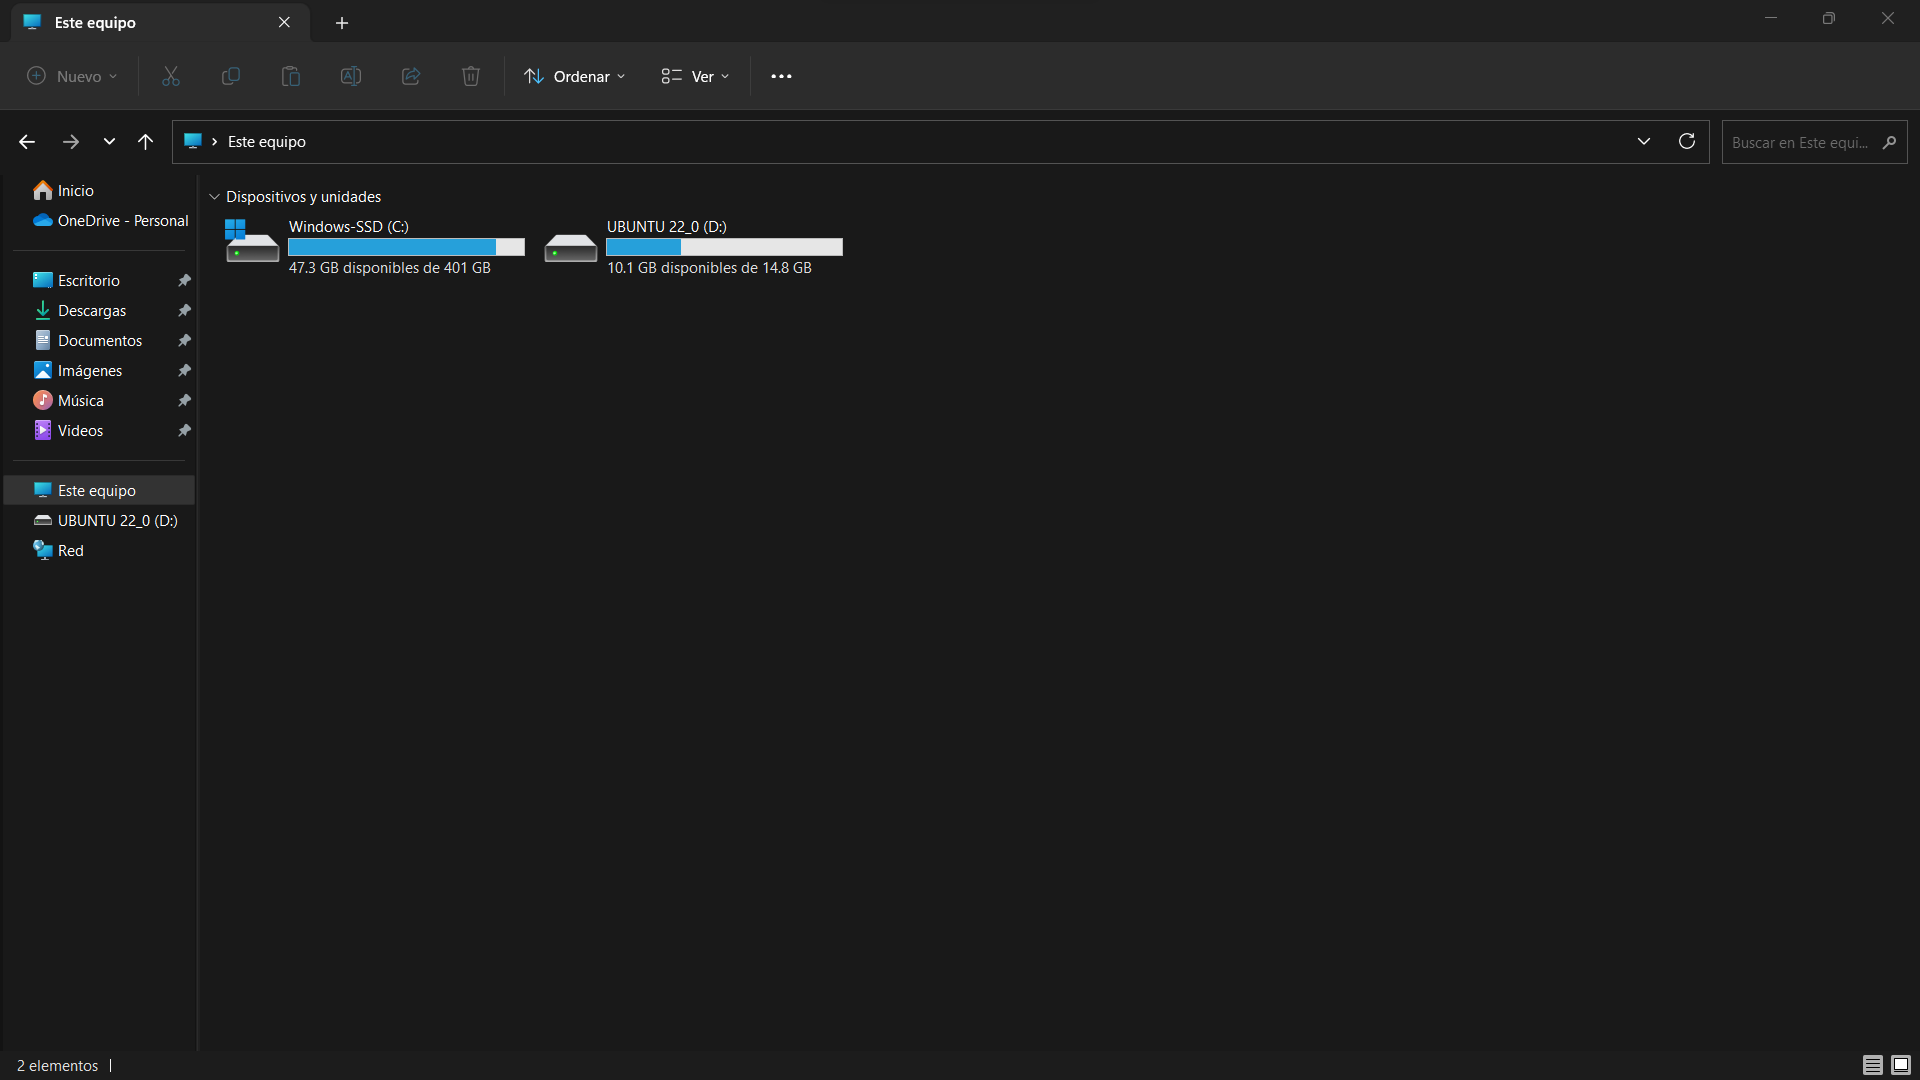 Este equipo
Nuevo
Ordenar
Ver
Este equipo
Buscar en Este equi...
Inicio
OneDrive - Personal
Escritorio
Descargas
Documentos
Imágenes
Música
Videos
Este equipo
UBUNTU 22_0 (D:)
Red
Dispositivos y unidades
Windows-SSD (C:)
47.3 GB disponibles de 401 GB
UBUNTU 22_0 (D:)
10.1 GB disponibles de 14.8 GB
2 elementos